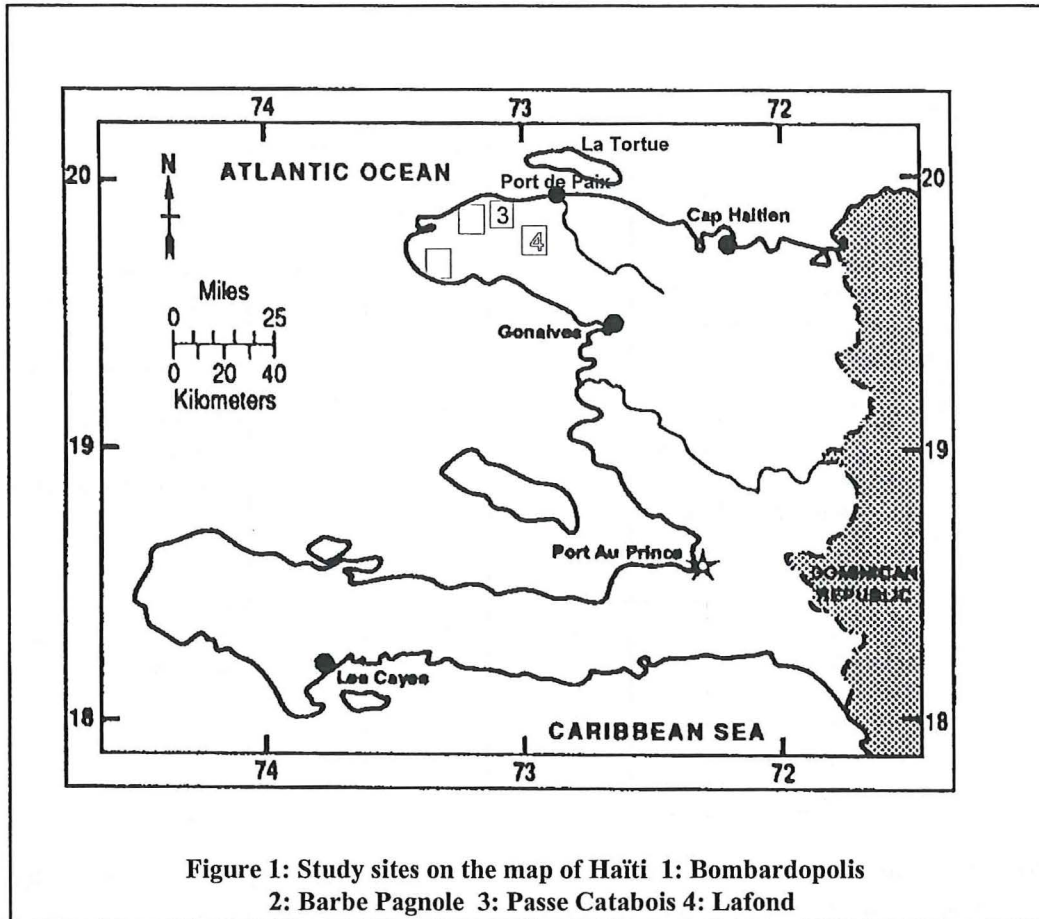 74 73 72
ATLANTIC OCEAN
La Tortue
N
20
Port de Paix
20
3
Cap Haitien
4
Miles
0 25
Gonaives
0 20 40
Kilometers
19
19
Port Au Prince
DOMINICAN
REPUBLIC
Les Cayes
18
CARIBBEAN SEA
18
74 73 72
Figure 1: Study sites on the map of Haïti 1: Bombardopolis
2: Barbe Pagnole 3: Passe Catabois 4: Lafond